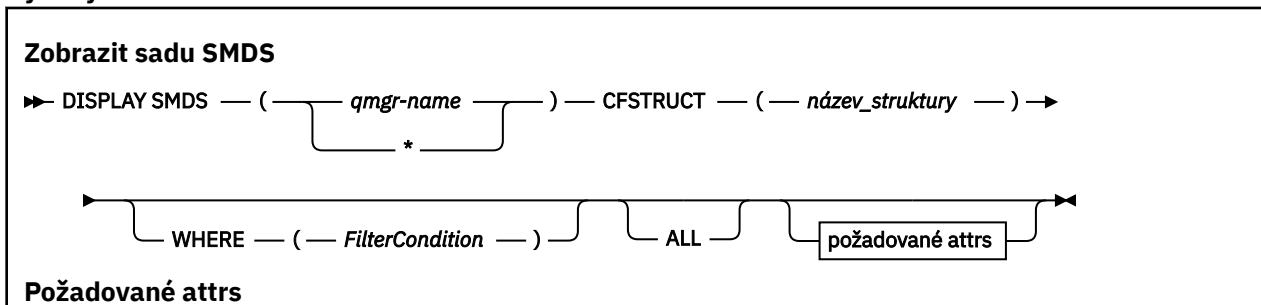 Zobrazit sadu SMDS
DISPLAY SMDS ( qmgr-name ) CFSTRUCT ( název_struktury )
*
WHERE ( FilterCondition ) ALL požadované attrs
Požadované attrs